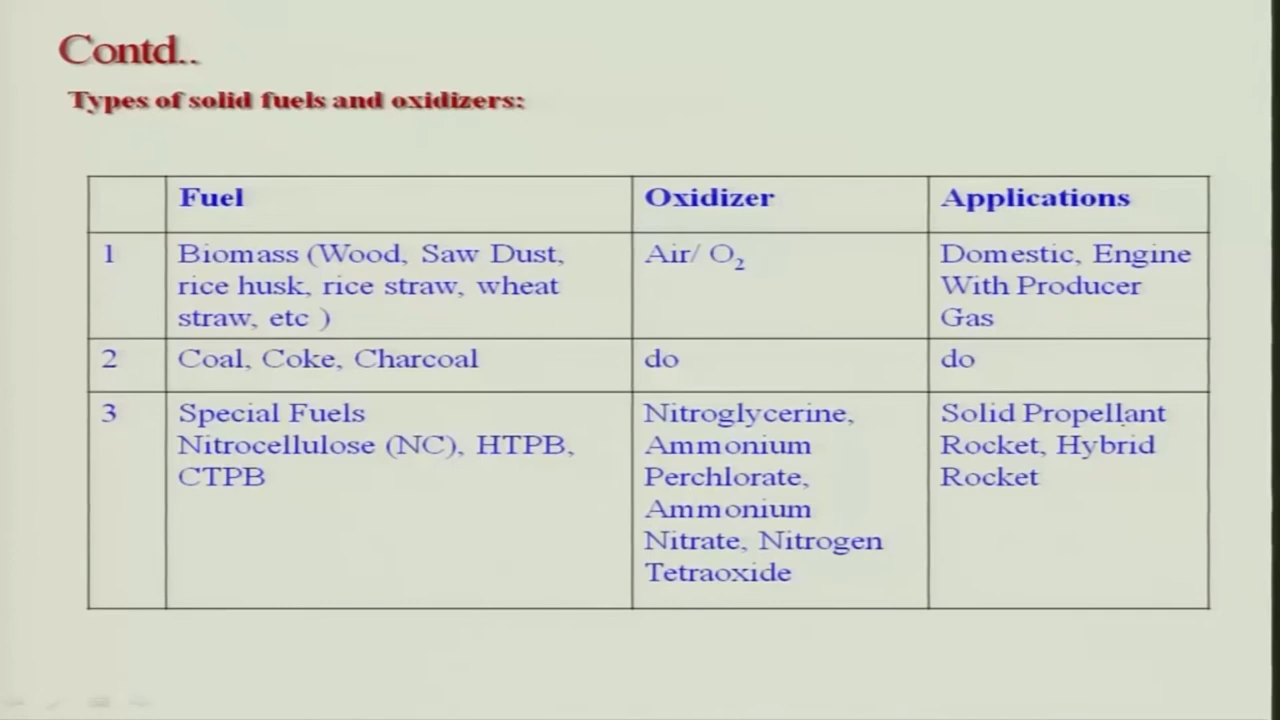 Contd..
Types of solid fuels and oxidizers:
Fuel
Oxidizer
Applications
1
Biomass (Wood, Saw Dust,
rice husk, rice straw, wheat
straw, etc )
Air/ O₂
Domestic, Engine
With Producer
Gas
2
Coal, Coke, Charcoal
do
do
3
Special Fuels
Nitrocellulose (NC), HTPB,
CTPB
Nitroglycerine,
Ammonium
Perchlorate,
Ammonium
Nitrate, Nitrogen
Tetraoxide
Solid Propellant
Rocket, Hybrid
Rocket